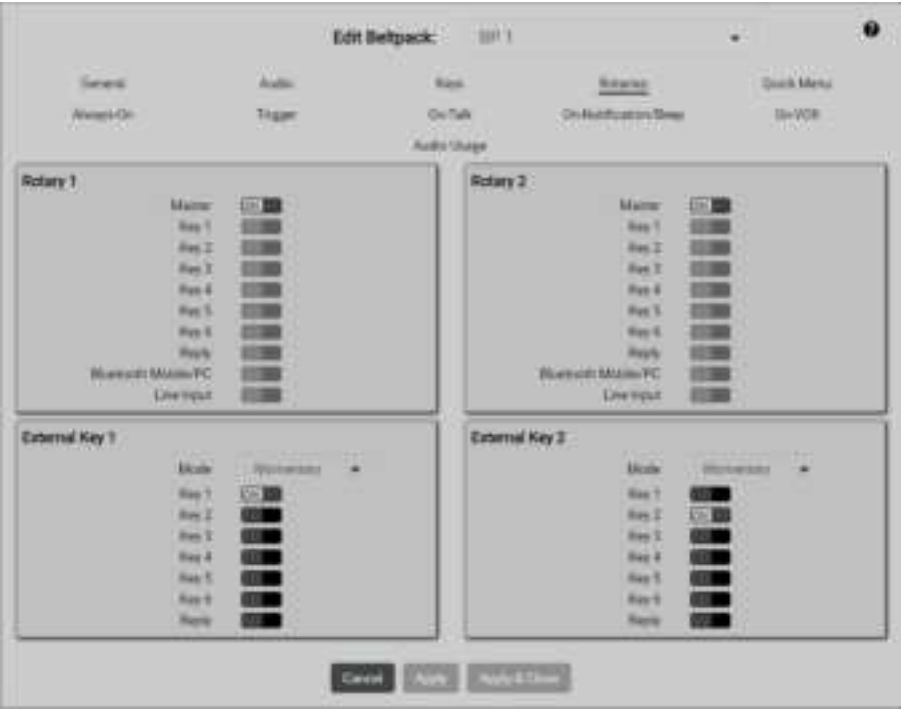 Edit Beltpack: BP 1
General Audio Keys Rotaries Quick Menu
Always-On Trigger On-Talk On-Notification/Beep On-VOX
Audio Usage
Rotary 1 Rotary 2
Master ON Master ON
Key 1 Key 1
Key 2 Key 2
Key 3 Key 3
Key 4 Key 4
Key 5 Key 5
Key 6 Key 6
Reply Reply
Bluetooth Mobile/PC Bluetooth Mobile/PC
Line Input Line Input
External Key 1 External Key 2
Mode Momentary Mode Momentary
Key 1 ON Key 1
Key 2 Key 2 ON
Key 3 Key 3
Key 4 Key 4
Key 5 Key 5
Key 6 Key 6
Reply Reply
Cancel Apply Apply & Close